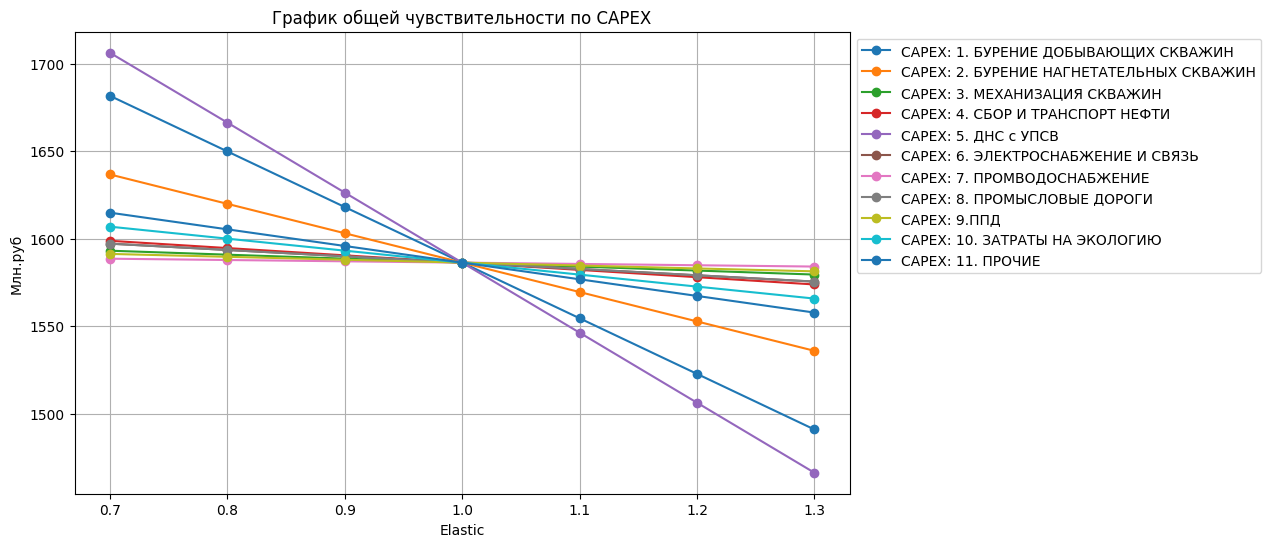 График общей чувствительности по CAPEX
Млн.руб
1700
1650
1600
1550
1500
0.7 0.8 0.9 1.0 1.1 1.2 1.3
Elastic
CAPEX: 1. БУРЕНИЕ ДОБЫВАЮЩИХ СКВАЖИН
CAPEX: 2. БУРЕНИЕ НАГНЕТАТЕЛЬНЫХ СКВАЖИН
CAPEX: 3. МЕХАНИЗАЦИЯ СКВАЖИН
CAPEX: 4. СБОР И ТРАНСПОРТ НЕФТИ
CAPEX: 5. ДНС с УПСВ
CAPEX: 6. ЭЛЕКТРОСНАБЖЕНИЕ И СВЯЗЬ
CAPEX: 7. ПРОМВОДОСНАБЖЕНИЕ
CAPEX: 8. ПРОМЫСЛОВЫЕ ДОРОГИ
CAPEX: 9.ППД
CAPEX: 10. ЗАТРАТЫ НА ЭКОЛОГИЮ
CAPEX: 11. ПРОЧИЕ